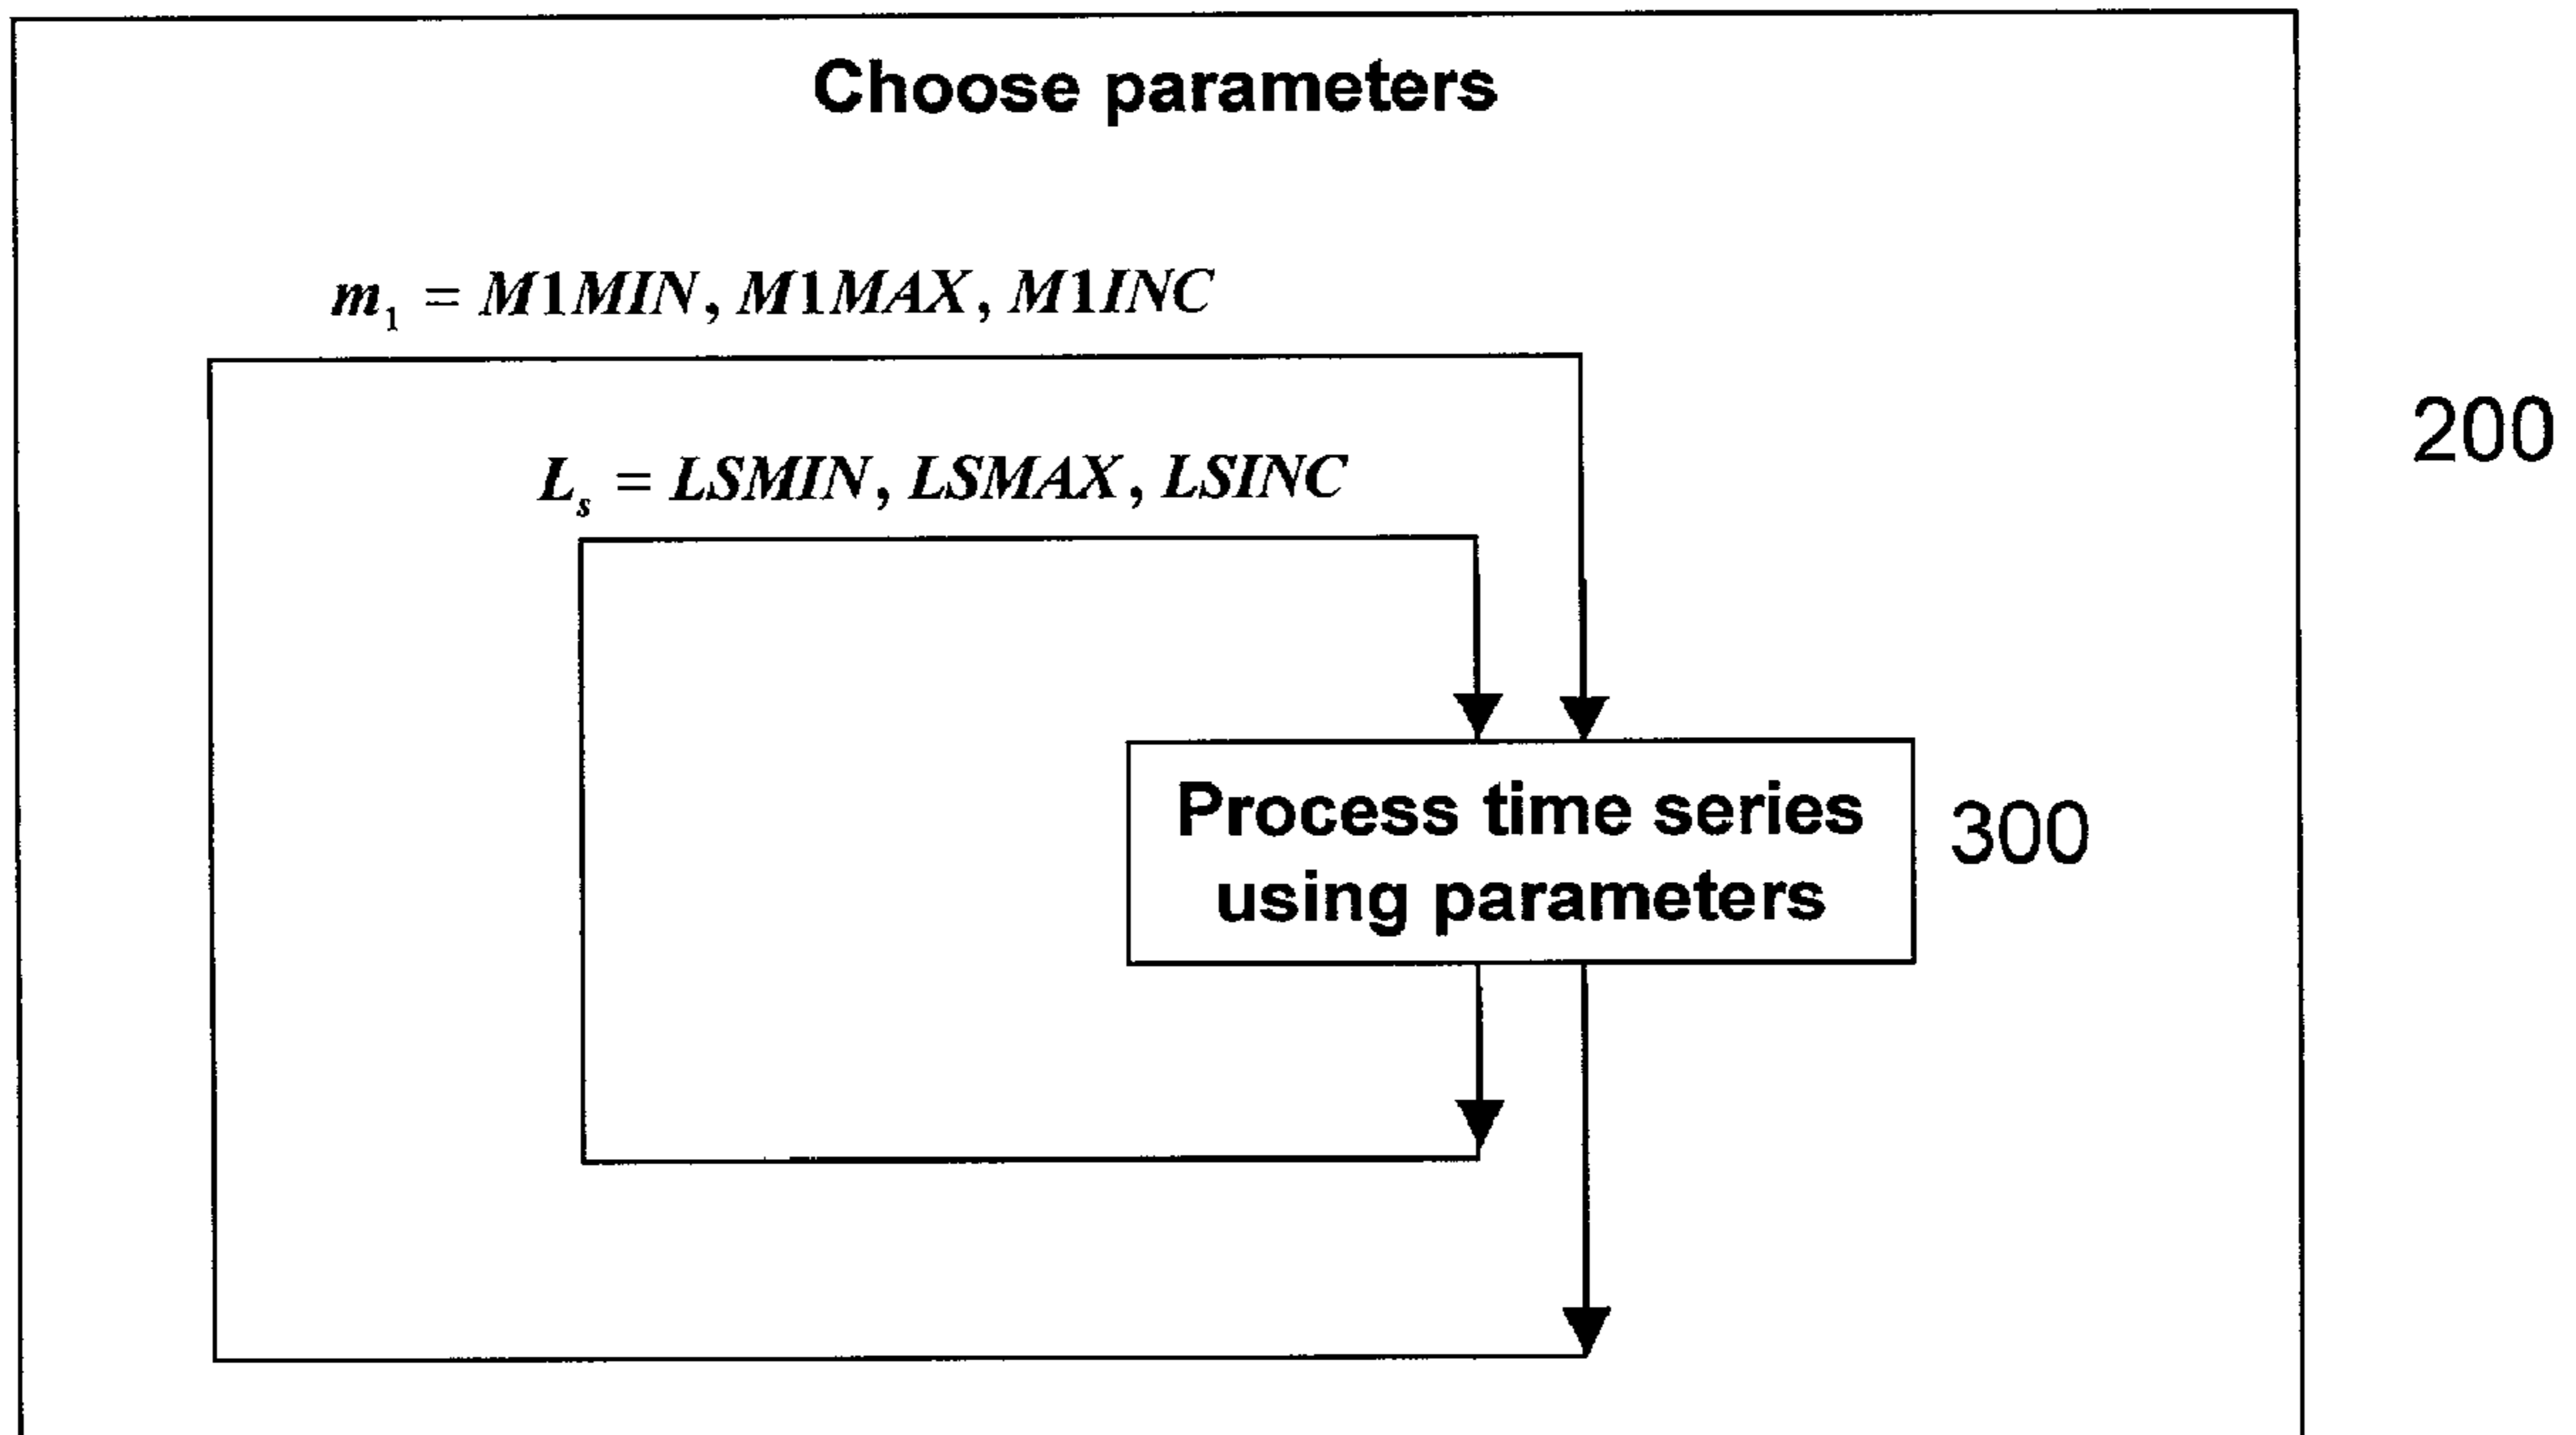 Choose parameters
m₁ = M1MIN, M1MAX, M1INC
200
Lₛ = LSMIN, LSMAX, LSINC
Process time series
300
using parameters